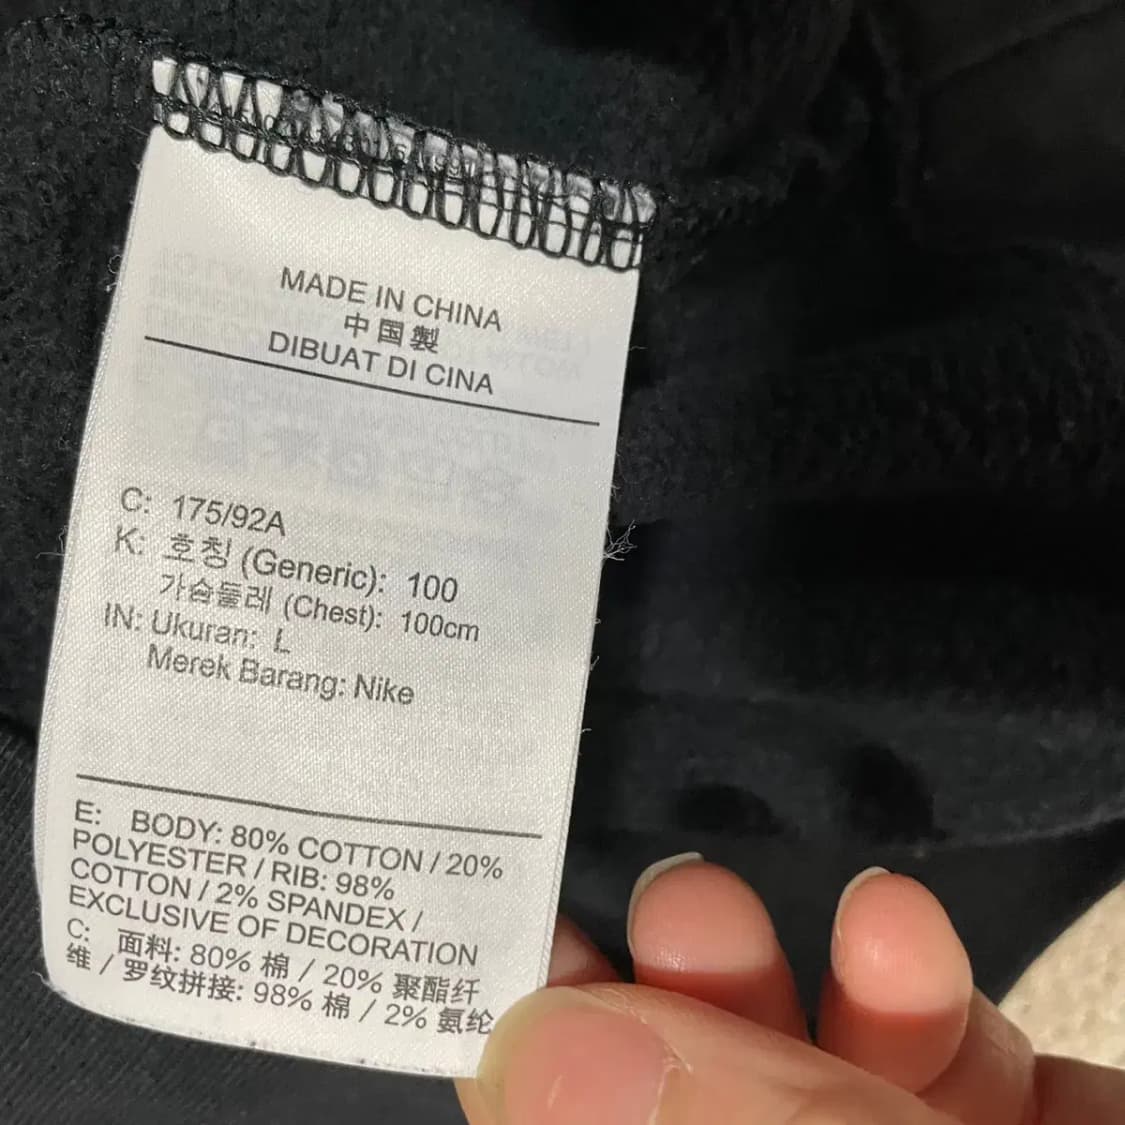 MADE IN CHINA
中国製
DIBUAT DI CINA
C: 175/92A
K: 호칭 (Generic): 100
가슴둘레 (Chest): 100cm
IN: Ukuran: L
Merek Barang: Nike
E: BODY: 80% COTTON / 20%
POLYESTER / RIB: 98%
COTTON / 2% SPANDEX /
EXCLUSIVE OF DECORATION
C: 面料: 80% 棉 / 20% 聚酯纤
维 / 罗纹拼接: 98% 棉 / 2% 氨纶